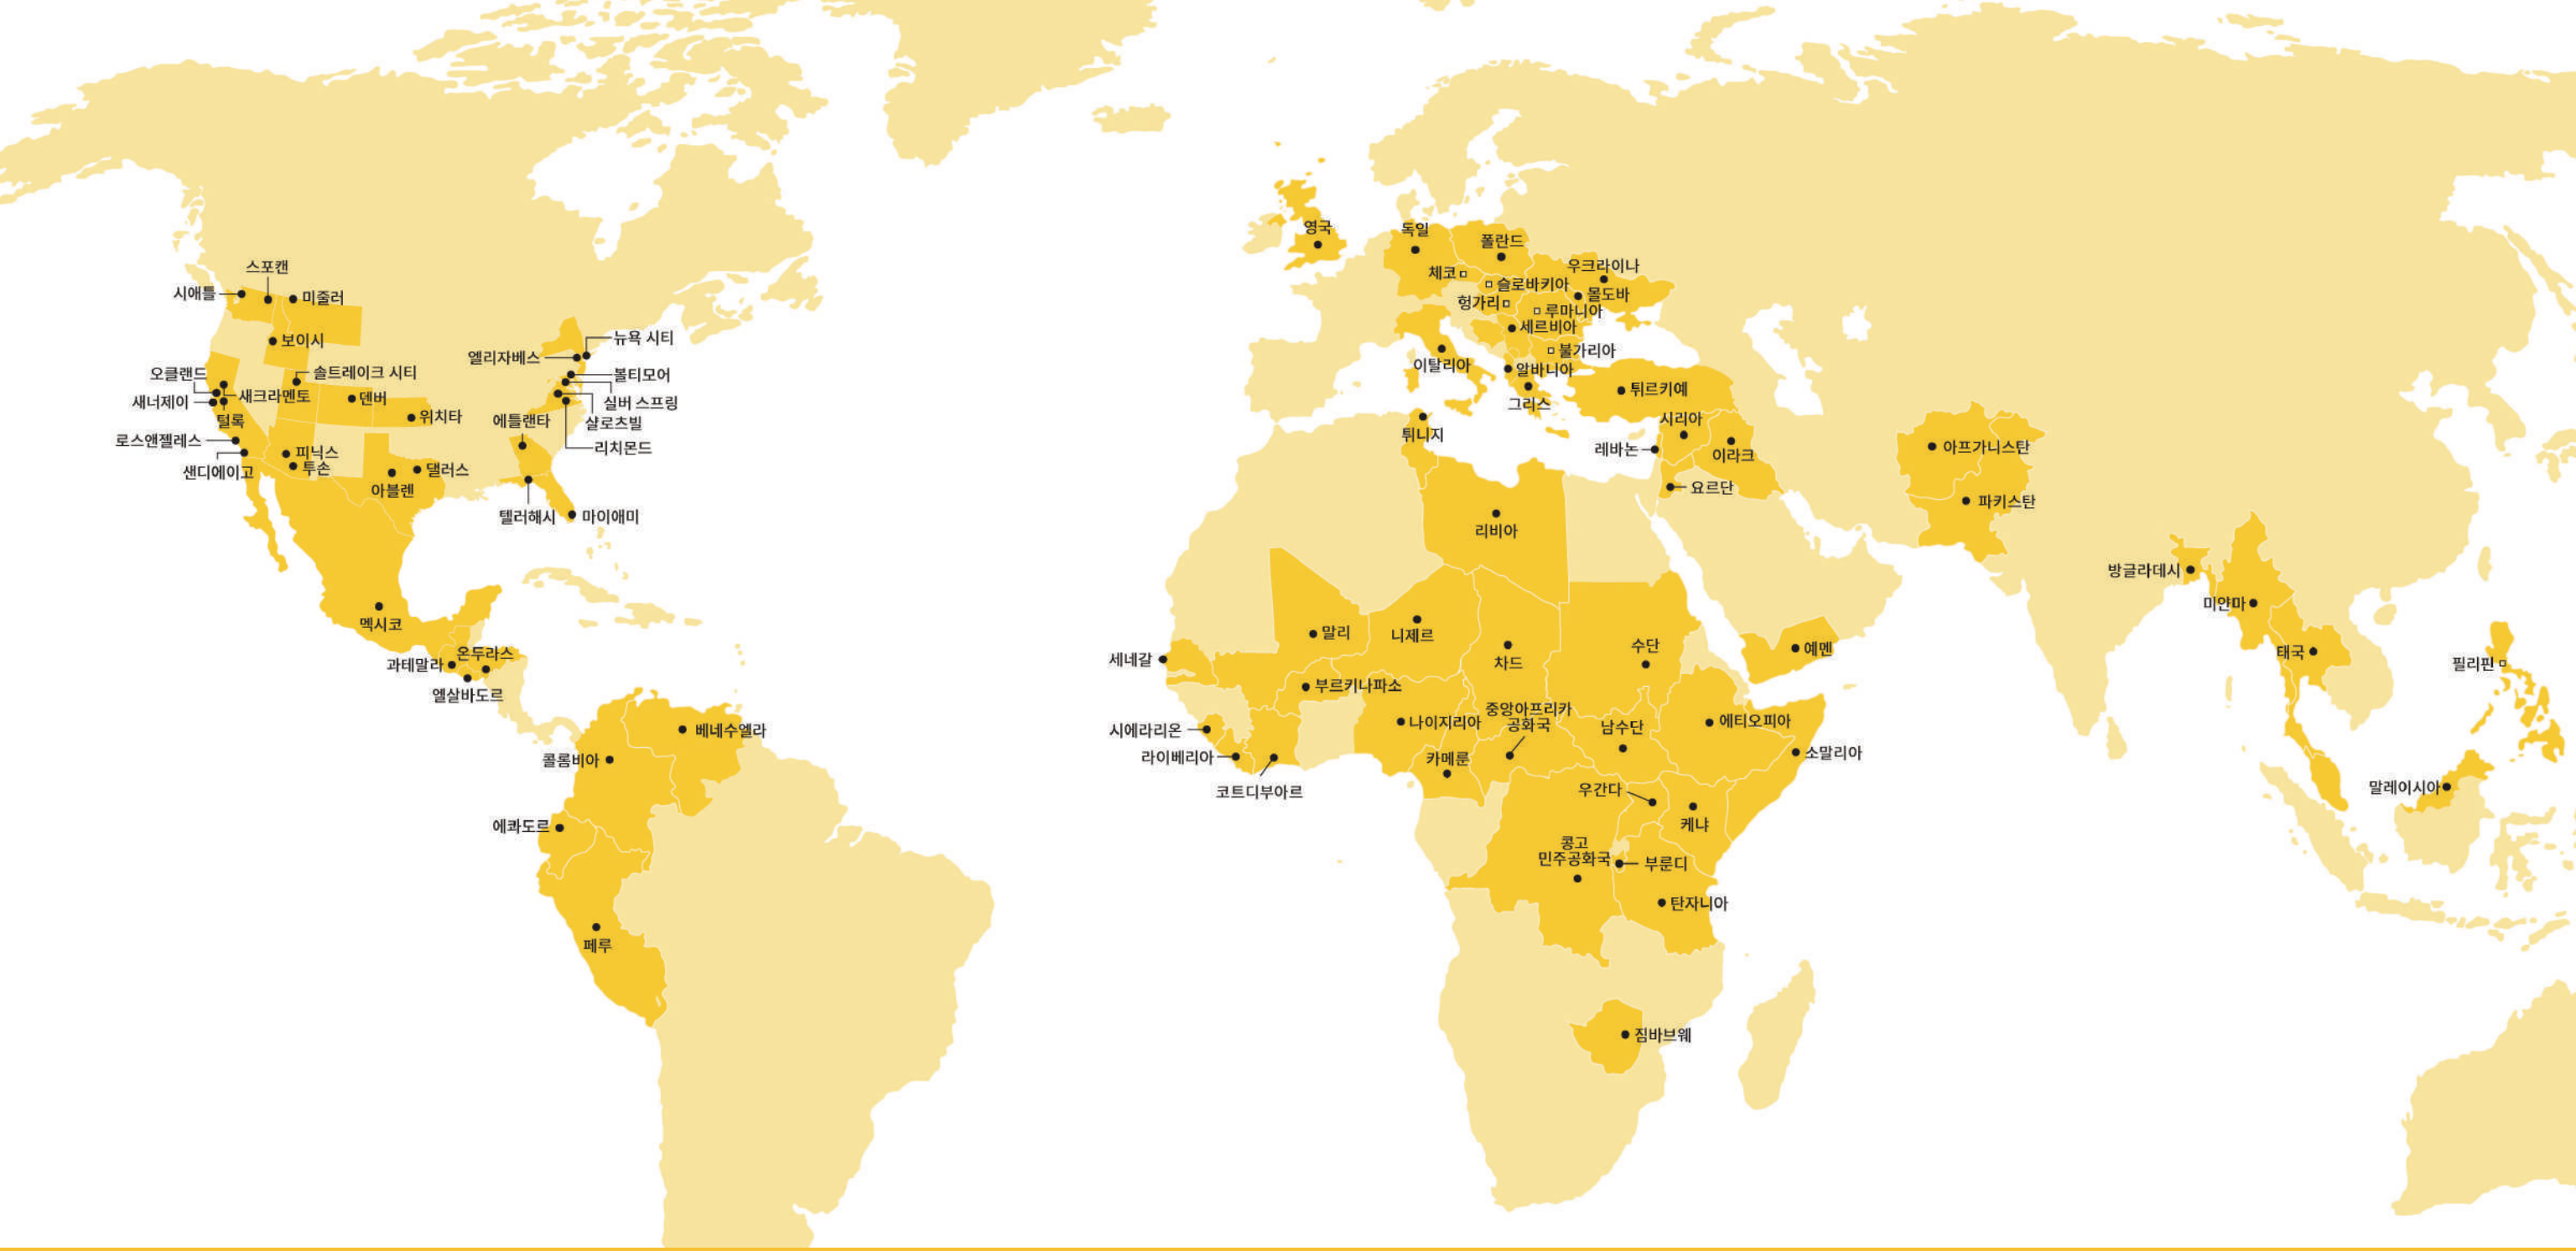 스포캔
시애틀
미줄러
보이시
오클랜드
솔트레이크 시티
새너제이
새크라멘토
덴버
털록
위치타
로스앤젤레스
피닉스
샌디에이고
투손
댈러스
아블렌
뉴욕 시티
엘리자베스
볼티모어
실버 스프링
에틀랜타
샬로츠빌
리치몬드
텔러해시
마이애미
멕시코
과테말라
온두라스
엘살바도르
베네수엘라
콜롬비아
에콰도르
페루
영국
독일
폴란드
체코
우크라이나
슬로바키아
몰도바
헝가리
루마니아
세르비아
불가리아
이탈리아
알바니아
그리스
튀르키예
튀니지
시리아
레바논
이라크
요르단
리비아
말리
니제르
차드
수단
예멘
세네갈
부르키나파소
나이지리아
중앙아프리카
공화국
남수단
에티오피아
시에라리온
라이베리아
코트디부아르
카메룬
소말리아
우간다
케냐
콩고
민주공화국
부룬디
탄자니아
짐바브웨
아프가니스탄
파키스탄
방글라데시
미얀마
태국
필리핀
말레이시아